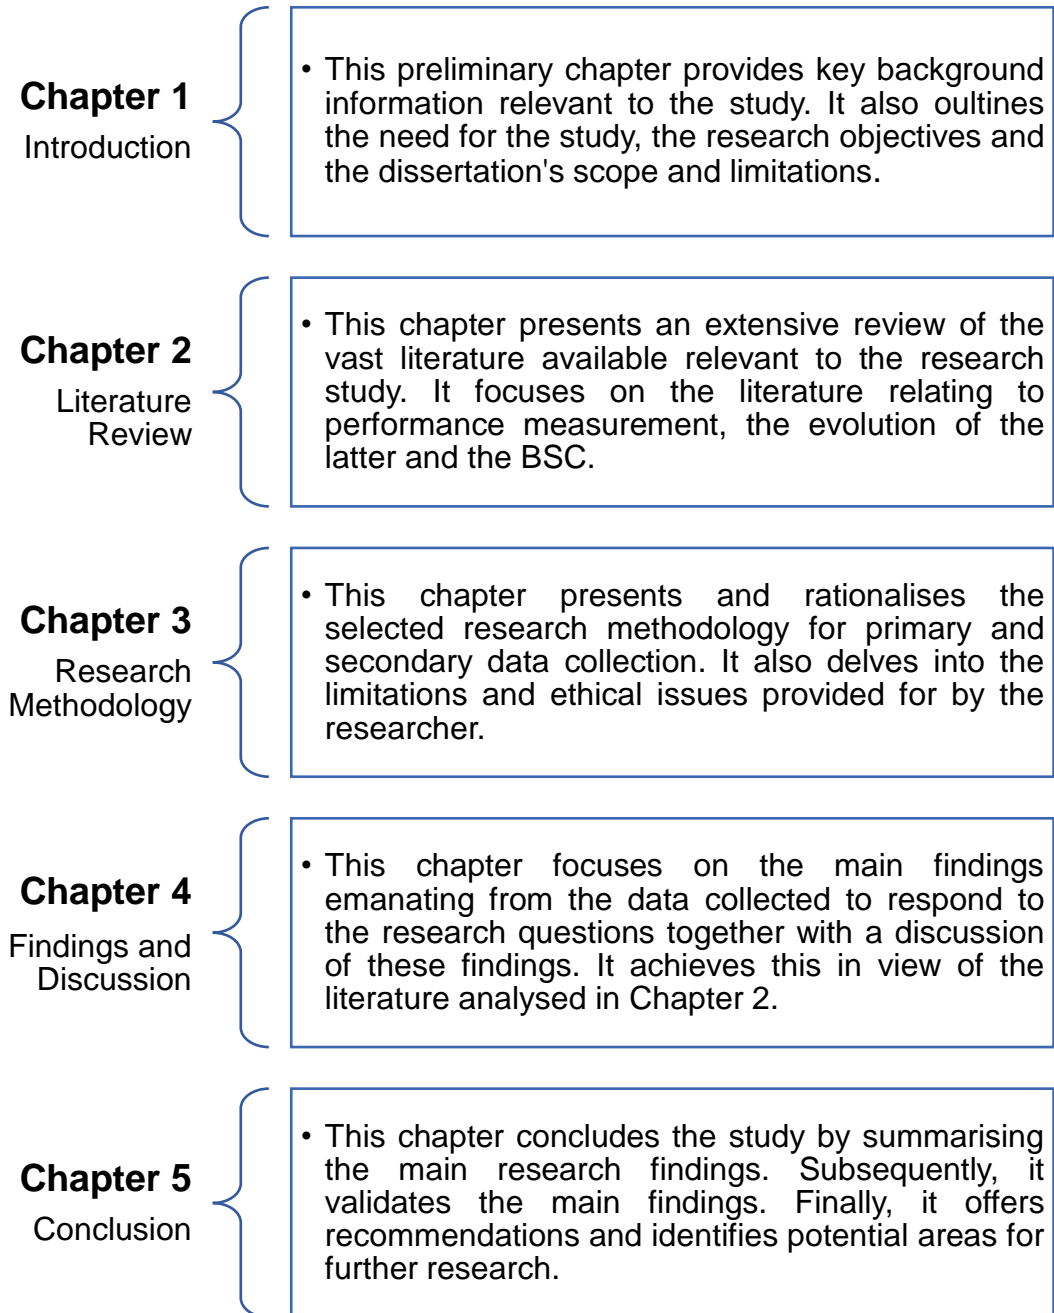 Chapter 1
Introduction
• This preliminary chapter provides key background
information relevant to the study. It also oultines
the need for the study, the research objectives and
the dissertation's scope and limitations.
Chapter 2
Literature
Review
• This chapter presents an extensive review of the
vast literature available relevant to the research
study. It focuses on the literature relating to
performance measurement, the evolution of the
latter and the BSC.
Chapter 3
Research
Methodology
• This chapter presents and rationalises the
selected research methodology for primary and
secondary data collection. It also delves into the
limitations and ethical issues provided for by the
researcher.
Chapter 4
Findings and
Discussion
• This chapter focuses on the main findings
emanating from the data collected to respond to
the research questions together with a discussion
of these findings. It achieves this in view of the
literature analysed in Chapter 2.
Chapter 5
Conclusion
• This chapter concludes the study by summarising
the main research findings. Subsequently, it
validates the main findings. Finally, it offers
recommendations and identifies potential areas for
further research.